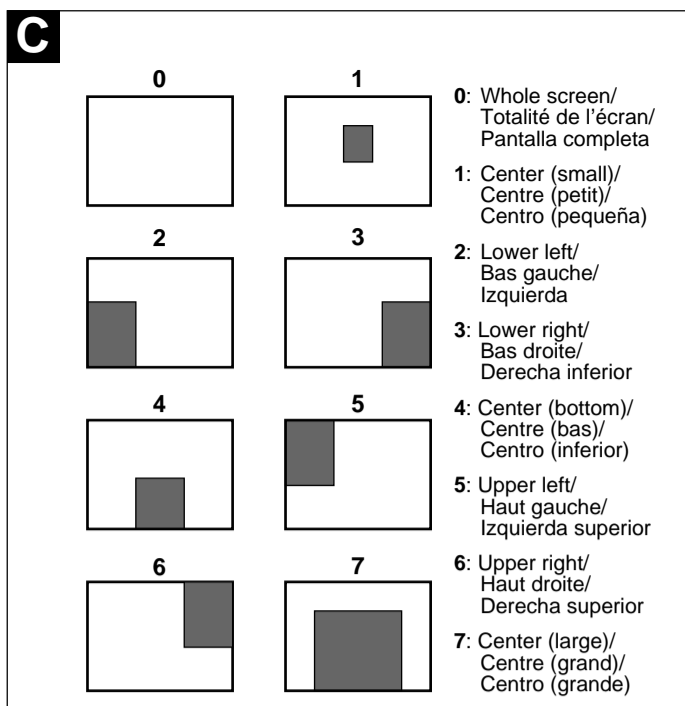 C
0 1
2 3
4 5
6 7
0: Whole screen/
Totalité de l’écran/
Pantalla completa
1: Center (small)/
Centre (petit)/
Centro (pequeña)
2: Lower left/
Bas gauche/
Izquierda
3: Lower right/
Bas droite/
Derecha inferior
4: Center (bottom)/
Centre (bas)/
Centro (inferior)
5: Upper left/
Haut gauche/
Izquierda superior
6: Upper right/
Haut droite/
Derecha superior
7: Center (large)/
Centre (grand)/
Centro (grande)